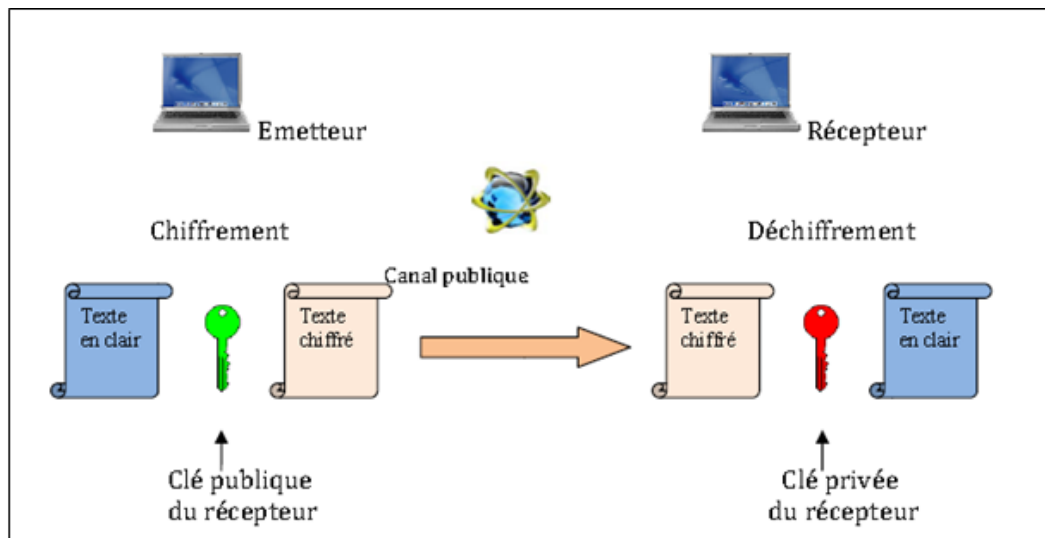 Emetteur
Récepteur
Chiffrement
Déchiffrement
Canal publique
Texte
en clair
Texte
chiffré
Texte
chiffré
Texte
en clair
Clé publique
du récepteur
Clé privée
du récepteur